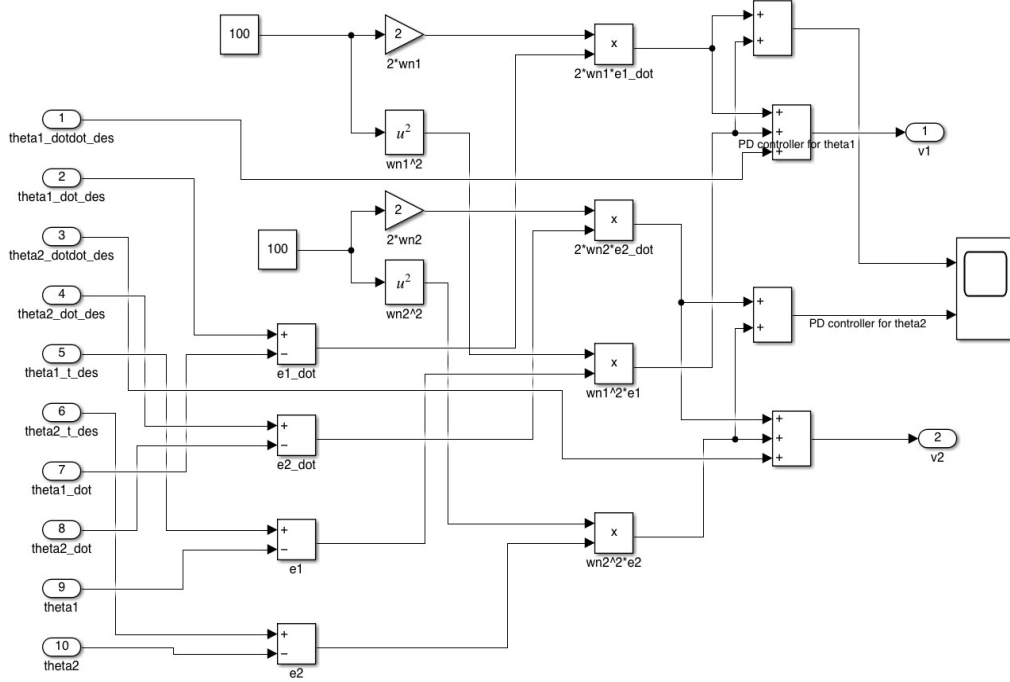 100
2
2*wn1
x
2*wn1*e1_dot
+
+
1
theta1_dotdot_des
u²
wn1^2
+
+
+
PD controller for theta1
1
v1
2
theta1_dot_des
2
2*wn2
x
2*wn2*e2_dot
3
theta2_dotdot_des
100
u²
wn2^2
4
theta2_dot_des
+
+
PD controller for theta2
5
theta1_t_des
+
−
e1_dot
x
wn1^2*e1
6
theta2_t_des
+
−
e2_dot
+
+
+
2
v2
7
theta1_dot
8
theta2_dot
+
−
e1
x
wn2^2*e2
9
theta1
10
theta2
+
−
e2